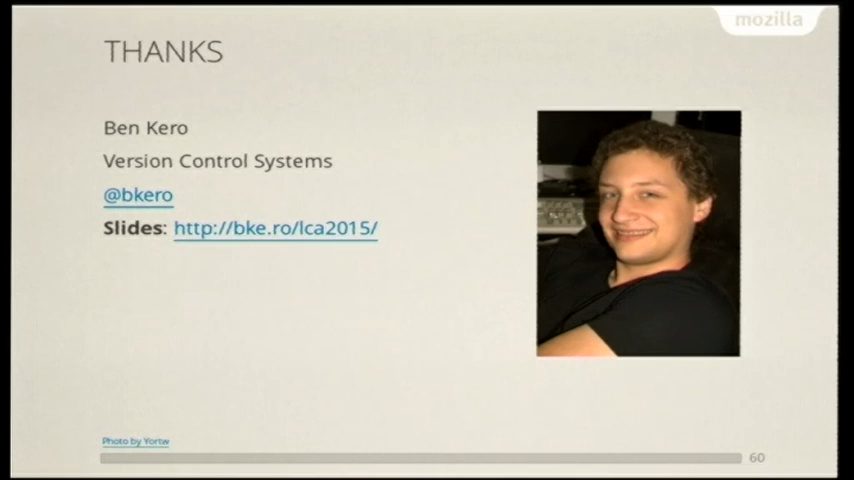 mozilla
THANKS
Ben Kero
Version Control Systems
@bkero
Slides: http://bke.ro/lca2015/
Photo by Yortw
60